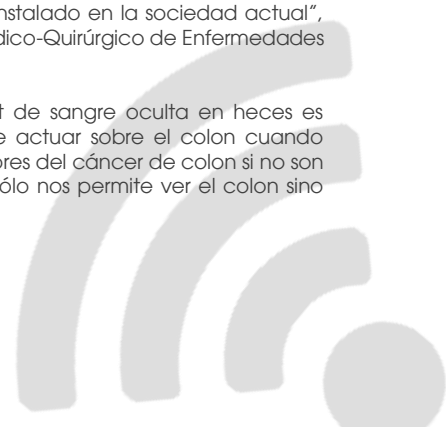 nstalado en la sociedad actual”,
dico-Quirúrgico de Enfermedades
t de sangre oculta en heces es
e actuar sobre el colon cuando
ores del cáncer de colon si no son
ólo nos permite ver el colon sino